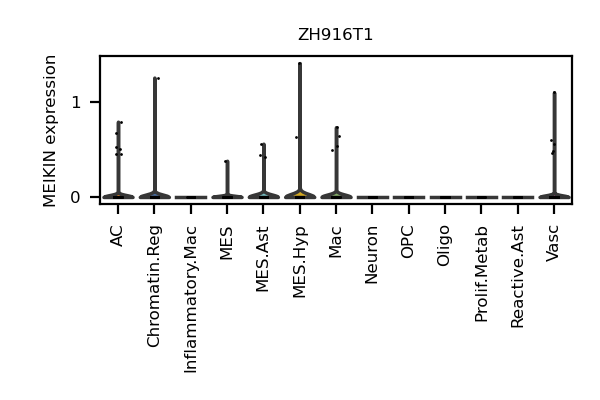 ZH916T1
MEIKIN expression
1
0
AC
Chromatin.Reg
Inflammatory.Mac
MES
MES.Ast
MES.Hyp
Mac
Neuron
OPC
Oligo
Prolif.Metab
Reactive.Ast
Vasc